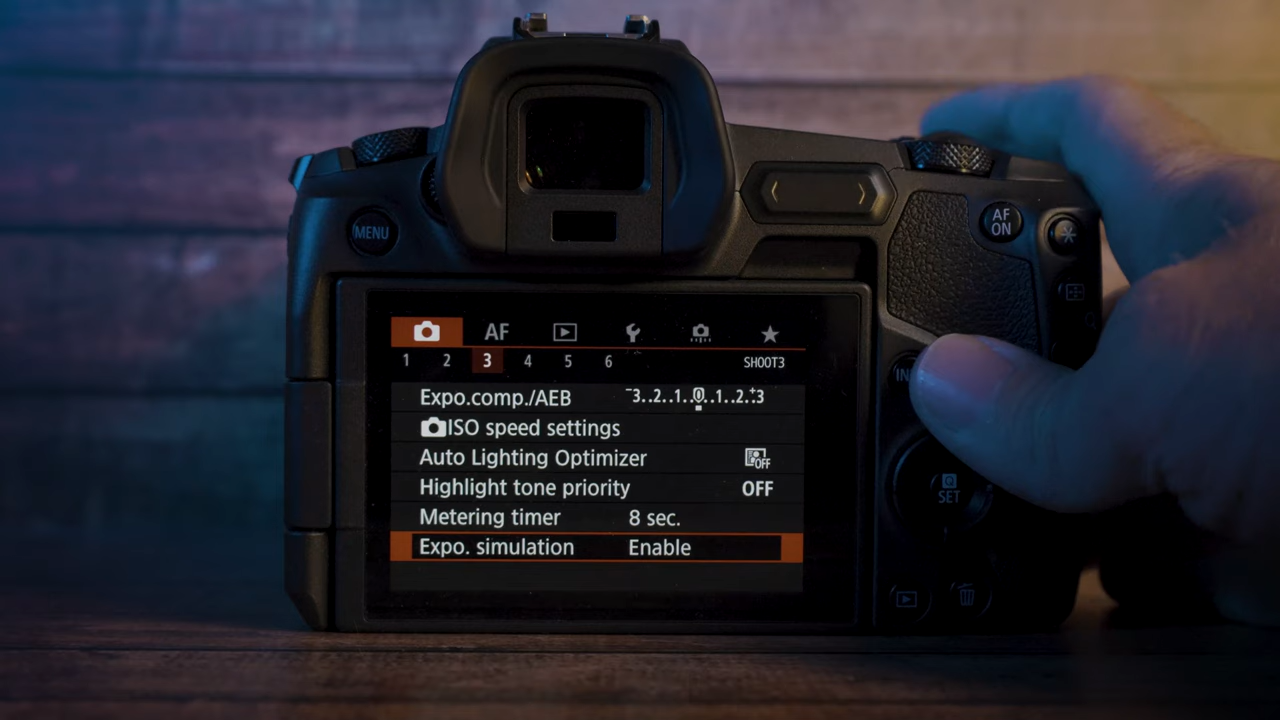 MENU
AF
ON
AF
1 2 3 4 5 6 SHOOT3
Expo.comp./AEB -3..2..1..0..1..2..+3
ISO speed settings
Auto Lighting Optimizer OFF
Highlight tone priority OFF
Metering timer 8 sec.
Expo. simulation Enable
Q
SET